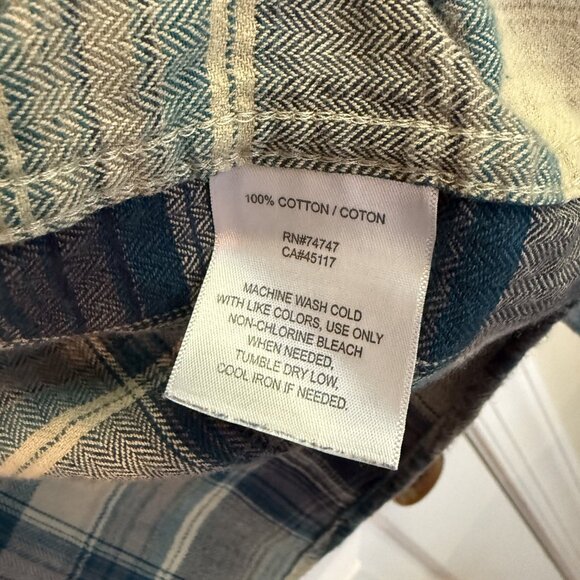 100% COTTON / COTON
RN#74747
CA#45117
MACHINE WASH COLD
WITH LIKE COLORS, USE ONLY
NON-CHLORINE BLEACH
WHEN NEEDED,
TUMBLE DRY LOW,
COOL IRON IF NEEDED.